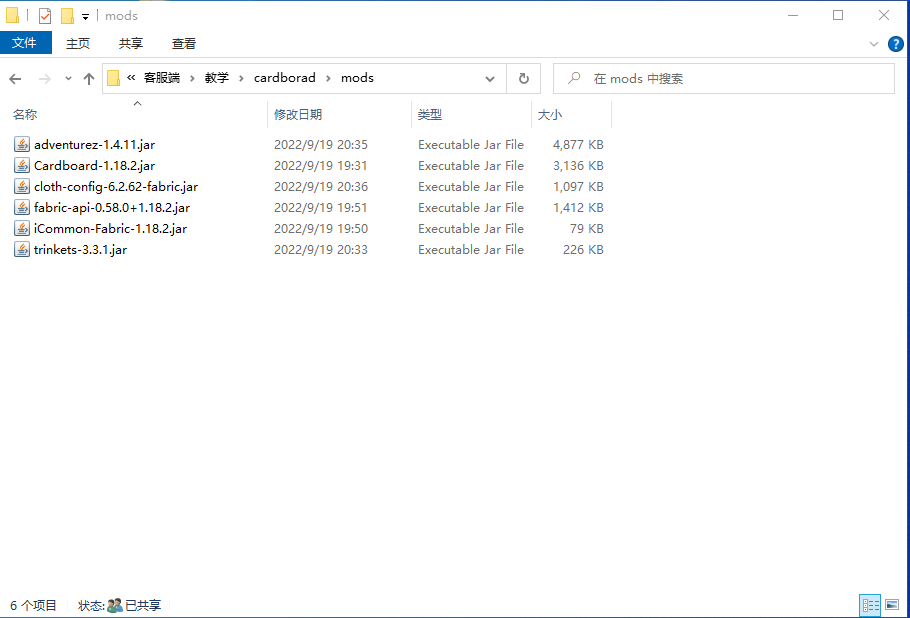 mods
文件 主页 共享 查看
« 客服端 › 教学 › cardborad › mods 在 mods 中搜索
名称 修改日期 类型 大小
adventurez-1.4.11.jar 2022/9/19 20:35 Executable Jar File 4,877 KB
Cardboard-1.18.2.jar 2022/9/19 19:31 Executable Jar File 3,136 KB
cloth-config-6.2.62-fabric.jar 2022/9/19 20:36 Executable Jar File 1,097 KB
fabric-api-0.58.0+1.18.2.jar 2022/9/19 19:51 Executable Jar File 1,412 KB
iCommon-Fabric-1.18.2.jar 2022/9/19 19:50 Executable Jar File 79 KB
trinkets-3.3.1.jar 2022/9/19 20:33 Executable Jar File 226 KB
6 个项目 状态: 已共享